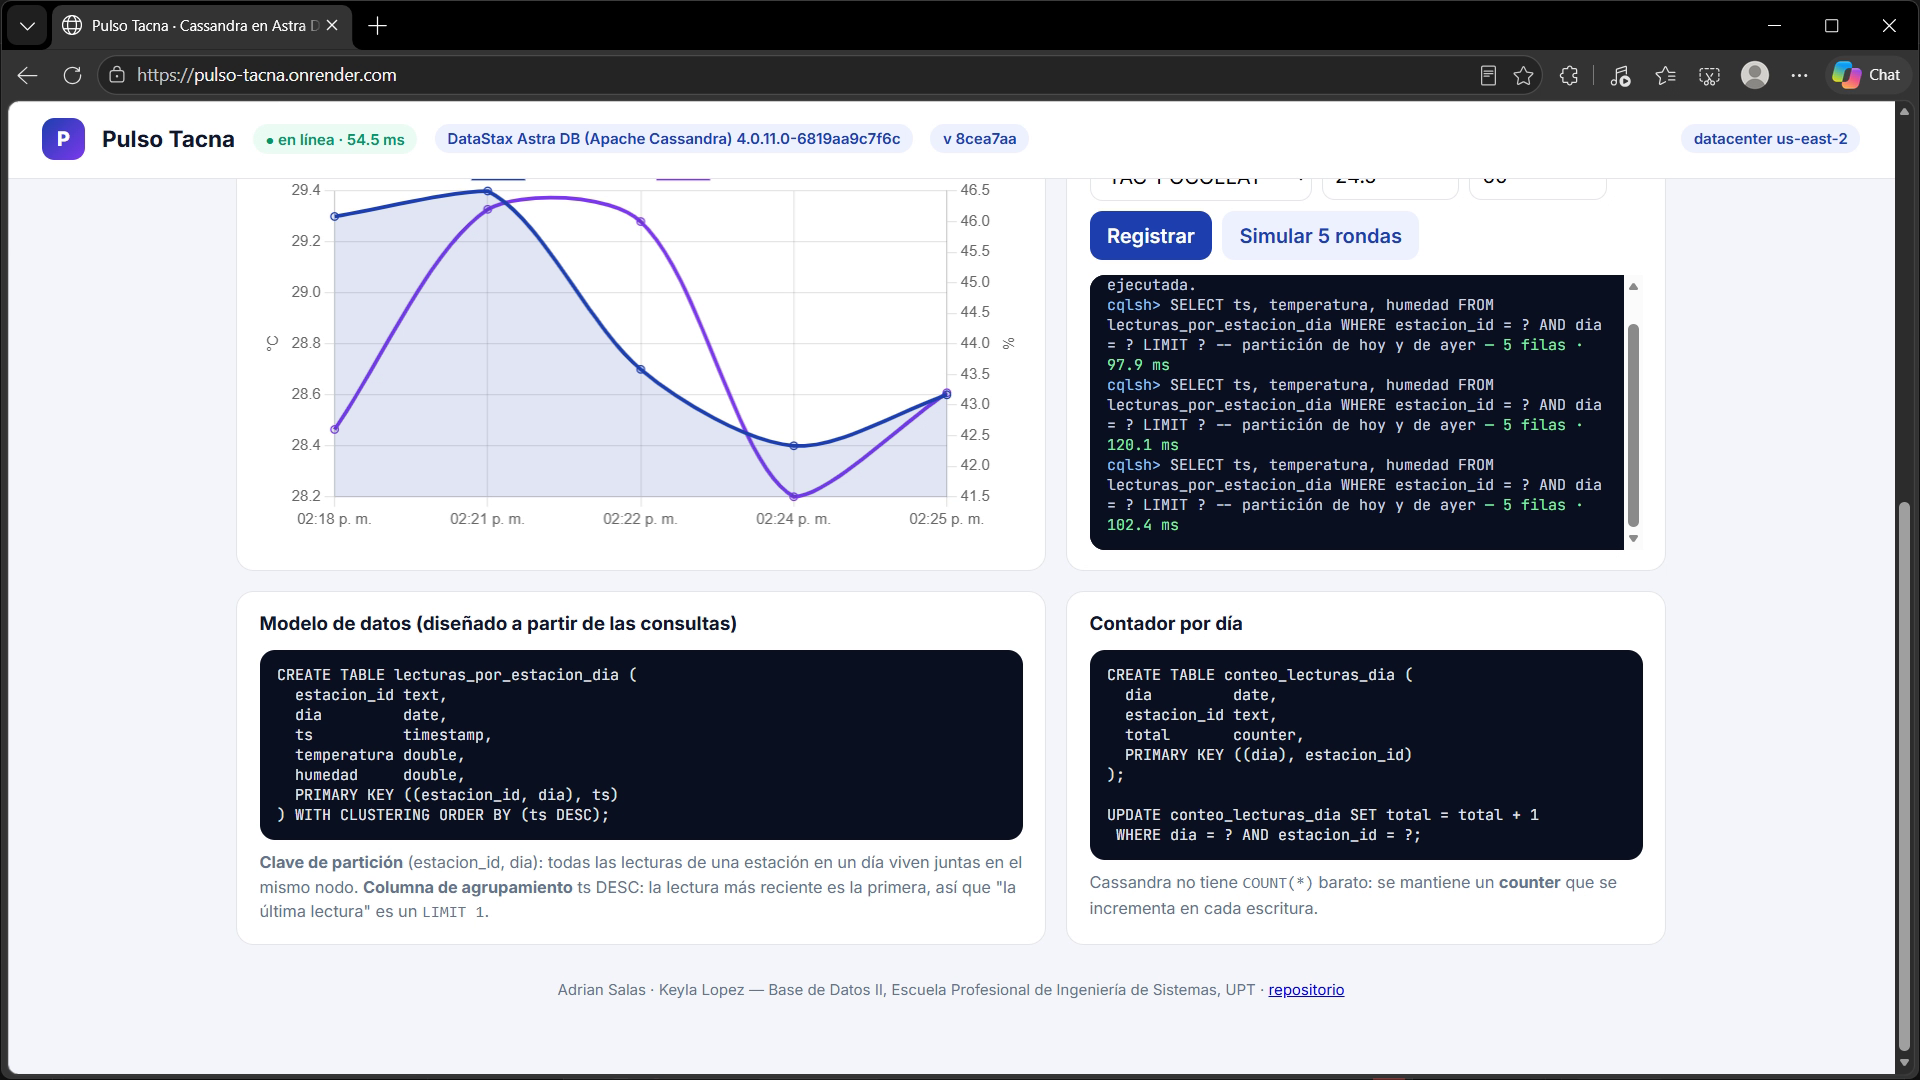 Pulso Tacna · Cassandra en Astra D
https://pulso-tacna.onrender.com
Chat
P
Pulso Tacna
● en línea · 54.5 ms
DataStax Astra DB (Apache Cassandra) 4.0.11.0-6819aa9c7f6c
v 8cea7aa
datacenter us-east-2
29.4
29.2
29.0
28.8
28.6
28.4
28.2
°C
46.5
46.0
45.5
45.0
44.5
44.0
43.5
43.0
42.5
42.0
41.5
%
02:18 p. m.
02:21 p. m.
02:22 p. m.
02:24 p. m.
02:25 p. m.
Registrar
Simular 5 rondas
ejecutada.
cqlsh> SELECT ts, temperatura, humedad FROM
lecturas_por_estacion_dia WHERE estacion_id = ? AND dia
= ? LIMIT ? -- partición de hoy y de ayer — 5 filas ·
97.9 ms
cqlsh> SELECT ts, temperatura, humedad FROM
lecturas_por_estacion_dia WHERE estacion_id = ? AND dia
= ? LIMIT ? -- partición de hoy y de ayer — 5 filas ·
120.1 ms
cqlsh> SELECT ts, temperatura, humedad FROM
lecturas_por_estacion_dia WHERE estacion_id = ? AND dia
= ? LIMIT ? -- partición de hoy y de ayer — 5 filas ·
102.4 ms
Modelo de datos (diseñado a partir de las consultas)
CREATE TABLE lecturas_por_estacion_dia (
  estacion_id text,
  dia         date,
  ts          timestamp,
  temperatura double,
  humedad     double,
  PRIMARY KEY ((estacion_id, dia), ts)
) WITH CLUSTERING ORDER BY (ts DESC);
Clave de partición (estacion_id, dia): todas las lecturas de una estación en un día viven juntas en el
mismo nodo. Columna de agrupamiento ts DESC: la lectura más reciente es la primera, así que "la
última lectura" es un LIMIT 1.
Contador por día
CREATE TABLE conteo_lecturas_dia (
  dia         date,
  estacion_id text,
  total       counter,
  PRIMARY KEY ((dia), estacion_id)
);
UPDATE conteo_lecturas_dia SET total = total + 1
 WHERE dia = ? AND estacion_id = ?;
Cassandra no tiene COUNT(*) barato: se mantiene un counter que se
incrementa en cada escritura.
Adrian Salas · Keyla Lopez — Base de Datos II, Escuela Profesional de Ingeniería de Sistemas, UPT · repositorio